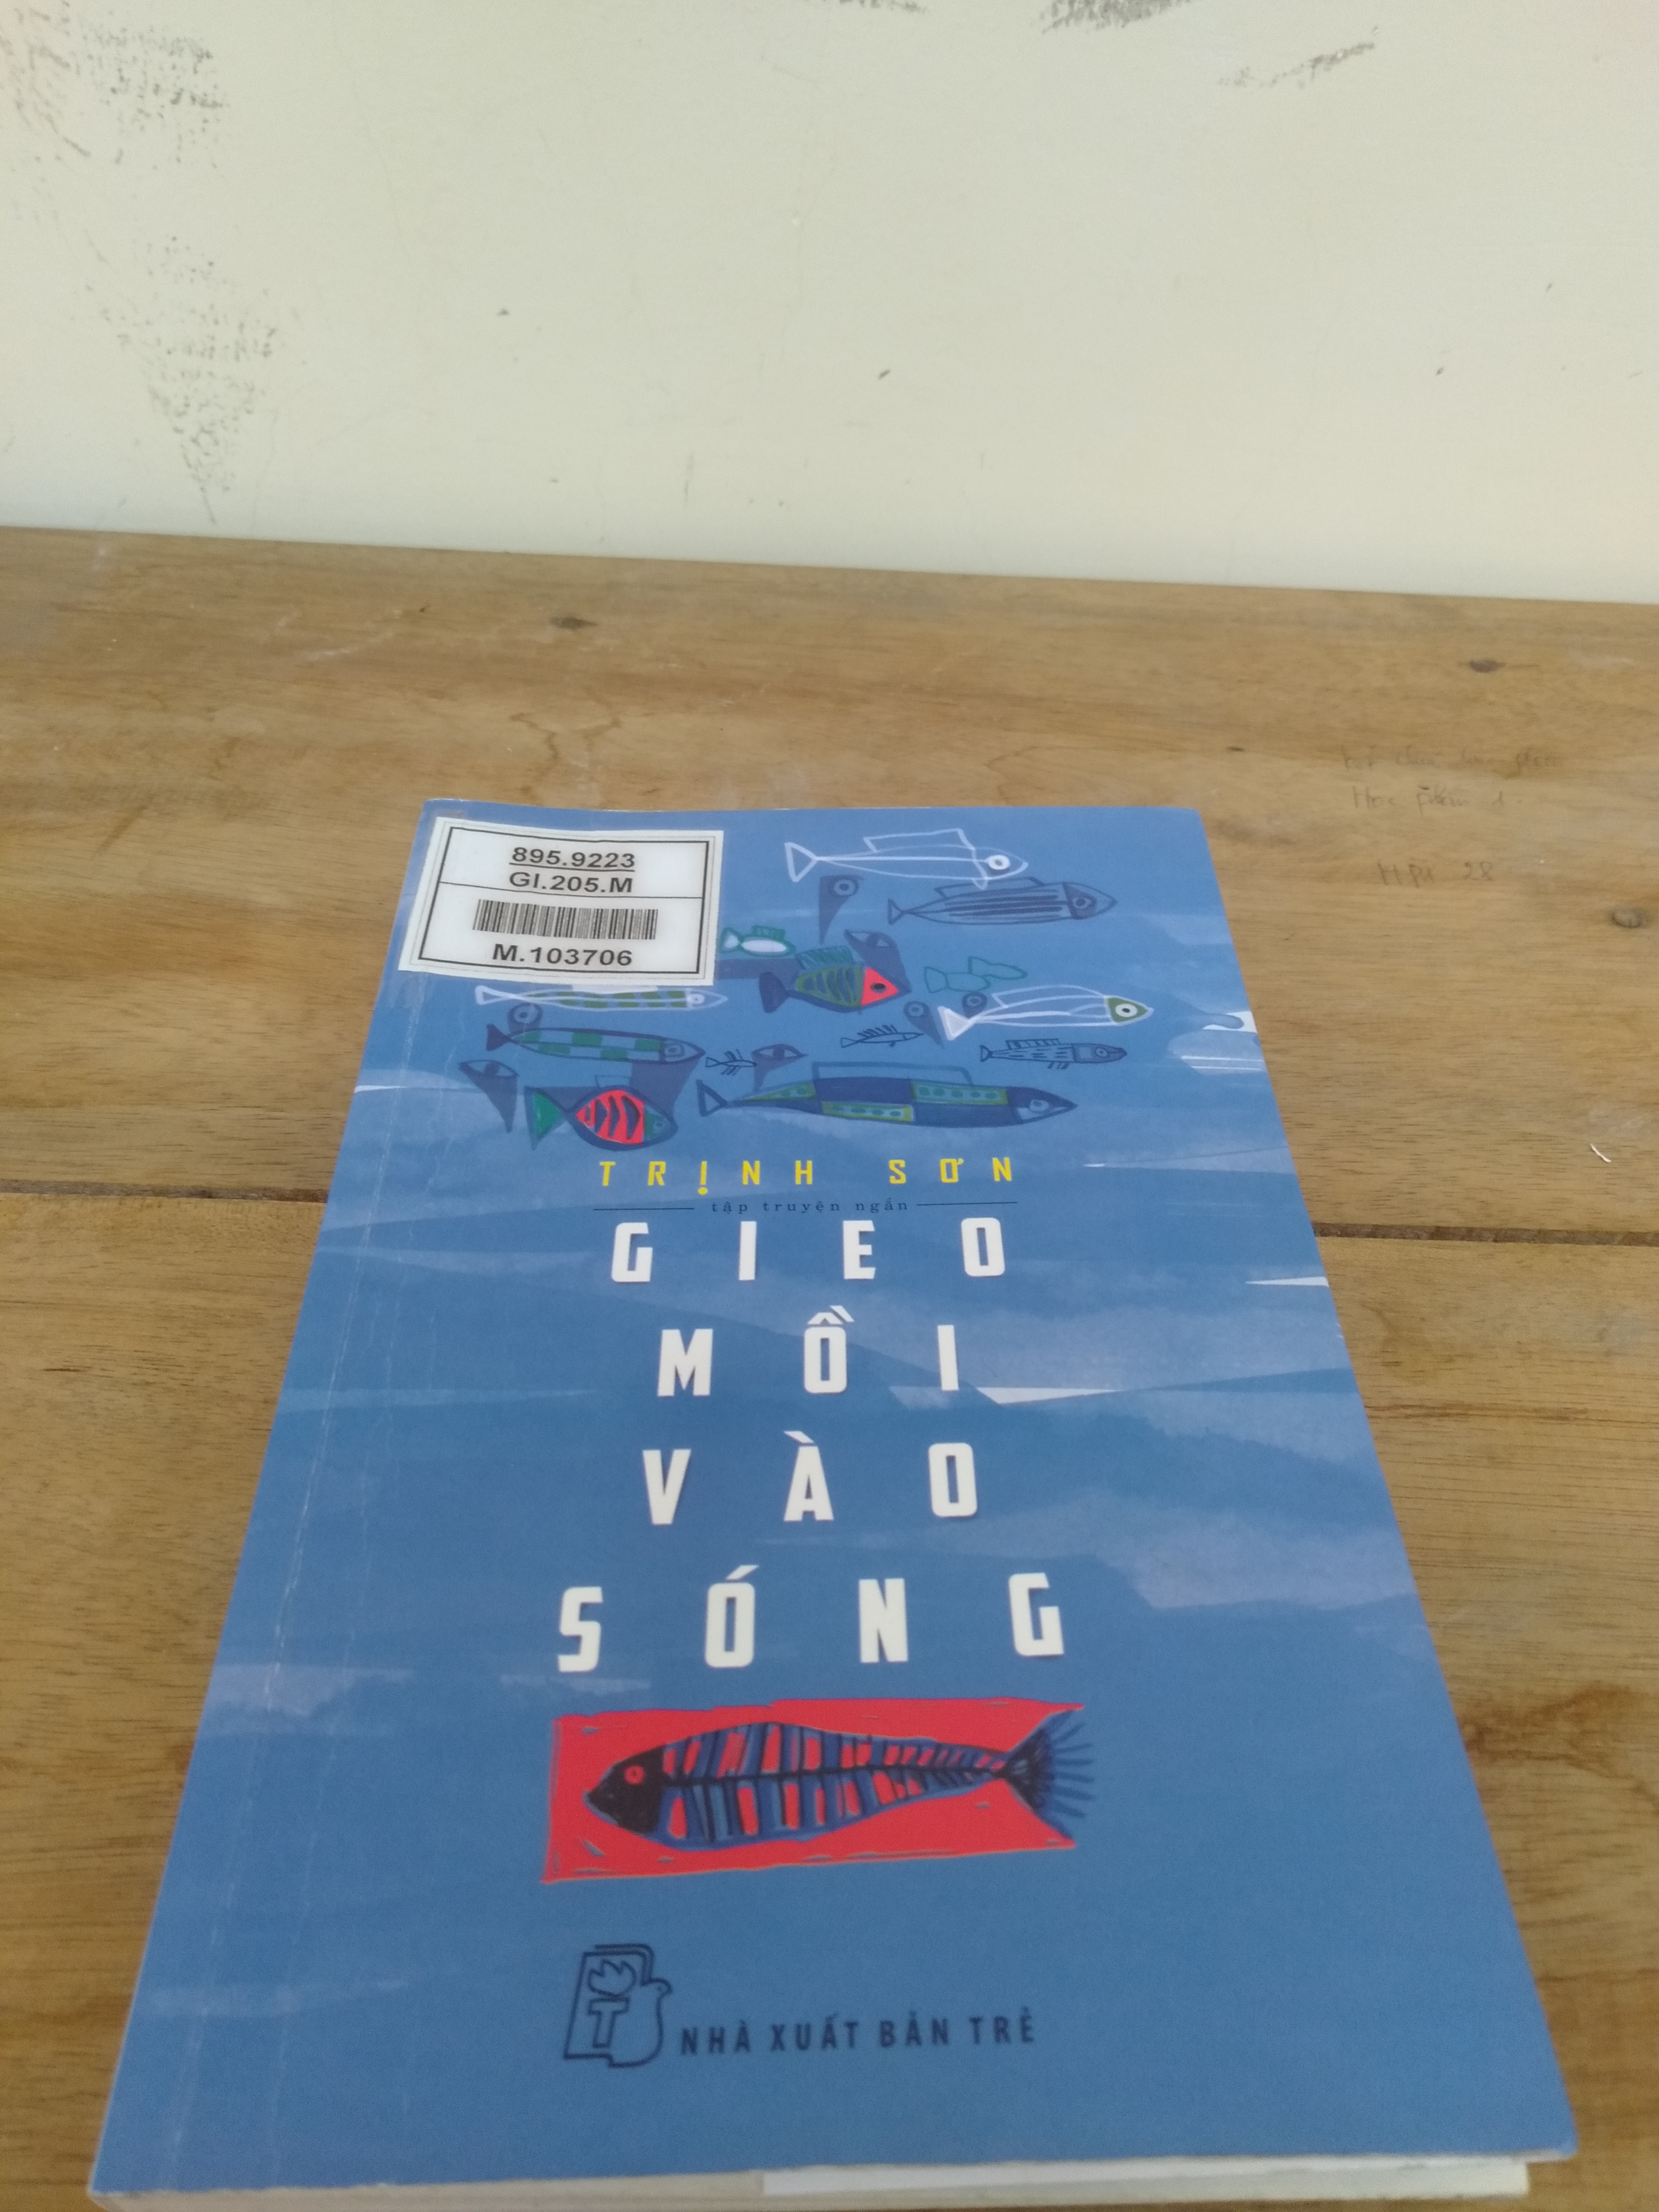 895.9223
GI.205.M
M.103706
TRỊNH SƠN
tập truyện ngắn
GIEO
MỒI
VÀO
SÓNG
T
NHÀ XUẤT BẢN TRẺ